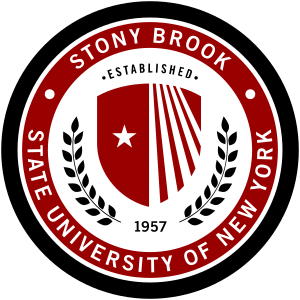 STONY BROOK
•ESTABLISHED•
1957
STATE UNIVERSITY OF NEW YORK